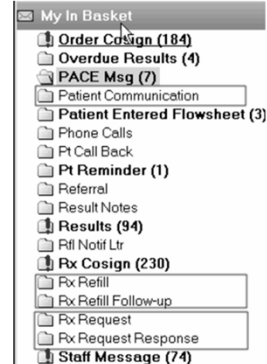 My In Basket
Order Cosign (184)
Overdue Results (4)
PACE Msg (7)
Patient Communication
Patient Entered Flowsheet (3)
Phone Calls
Pt Call Back
Pt Reminder (1)
Referral
Result Notes
Results (94)
Rfl Notif Ltr
Rx Cosign (230)
Rx Refill
Rx Refill Follow-up
Rx Request
Rx Request Response
Staff Message (74)